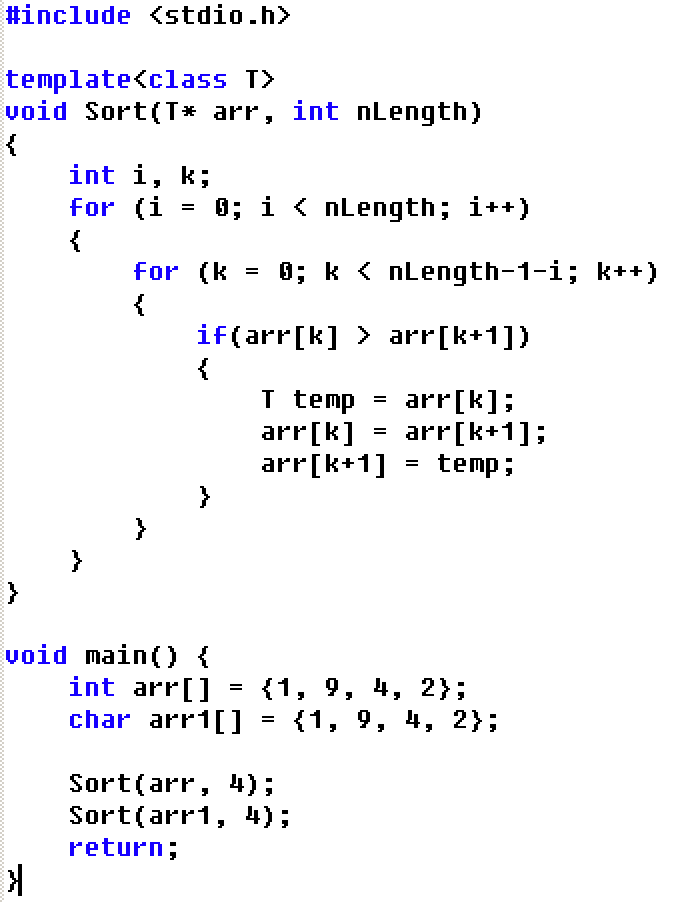 #include <stdio.h>

template<class T>
void Sort(T* arr, int nLength)
{
    int i, k;
    for (i = 0; i < nLength; i++)
    {
        for (k = 0; k < nLength-1-i; k++)
        {
            if(arr[k] > arr[k+1])
            {
                T temp = arr[k];
                arr[k] = arr[k+1];
                arr[k+1] = temp;
            }
        }
    }
}

void main() {
    int arr[] = {1, 9, 4, 2};
    char arr1[] = {1, 9, 4, 2};

    Sort(arr, 4);
    Sort(arr1, 4);
    return;
}